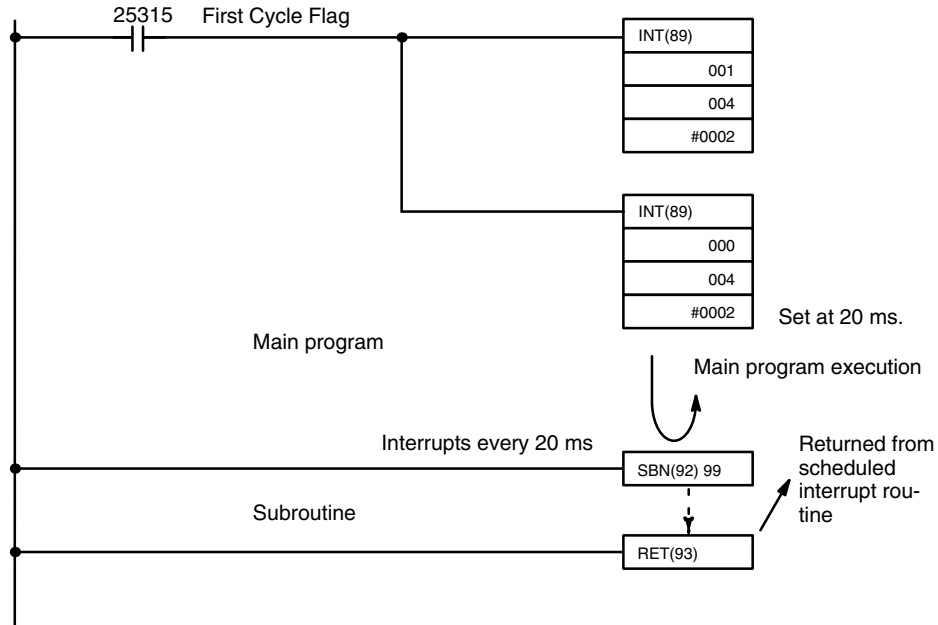 25315 First Cycle Flag
INT(89)
001
004
#0002
INT(89)
000
004
#0002
Set at 20 ms.
Main program
Main program execution
Interrupts every 20 ms
SBN(92) 99
Returned from
scheduled
interrupt rou-
tine
Subroutine
RET(93)